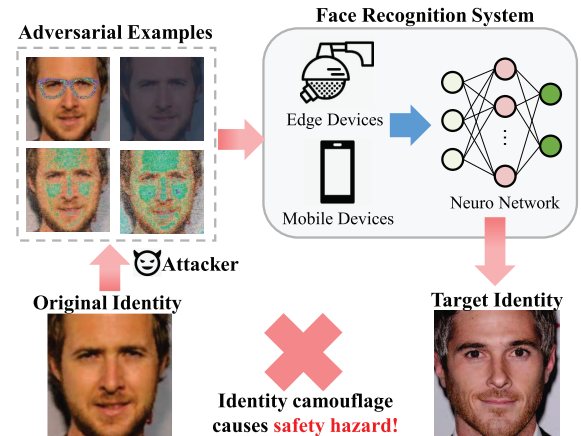 Adversarial Examples
Face Recognition System
Edge Devices
Mobile Devices
Neuro Network
Attacker
Original Identity
Target Identity
Identity camouflage
causes safety hazard!